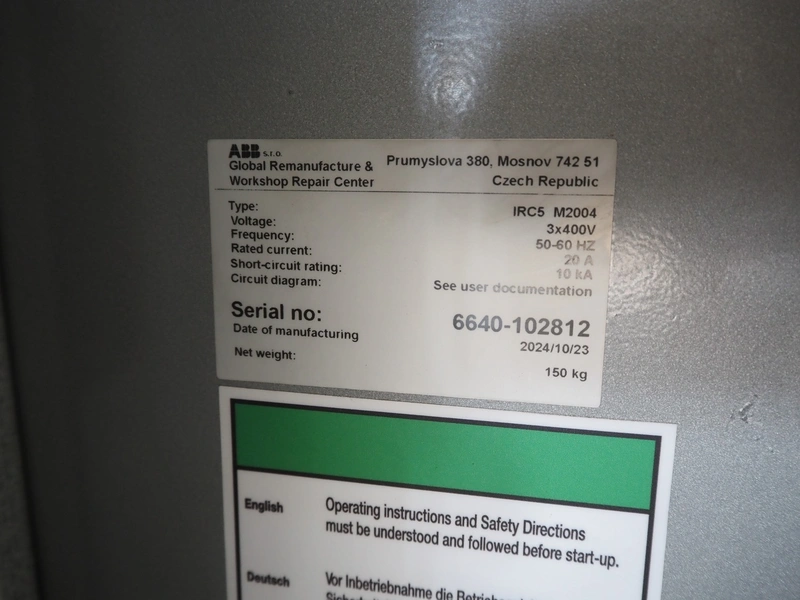 ABB s.r.o.
Global Remanufacture &
Workshop Repair Center
Prumyslova 380, Mosnov 742 51
Czech Republic
Type: IRC5 M2004
Voltage: 3x400V
Frequency: 50-60 HZ
Rated current: 20 A
Short-circuit rating: 10 kA
Circuit diagram: See user documentation
Serial no: 6640-102812
Date of manufacturing 2024/10/23
Net weight: 150 kg
English
Operating instructions and Safety Directions
must be understood and followed before start-up.
Deutsch
Vor Inbetriebnahme die